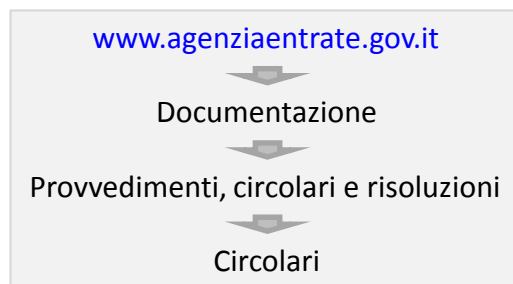 www.agenziaentrate.gov.it
Documentazione
Provvedimenti, circolari e risoluzioni
Circolari